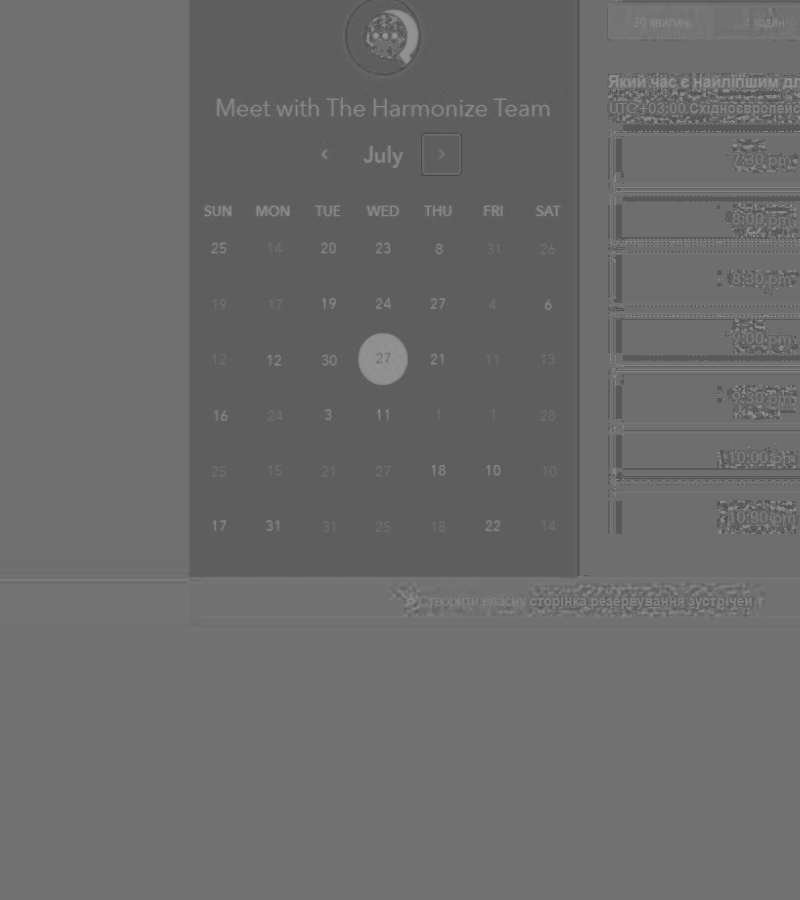 30 хвилин 1 годин
Meet with The Harmonize Team
July
SUN MON TUE WED THU FRI SAT
25 14 20 23 8 31 26
19 17 19 24 27 4 6
12 12 30 27 21 11 13
16 24 3 11 1 1 28
25 15 21 27 18 10 10
17 31 31 25 18 22 14
Який час є найліпшим дл
UTC +03:00 Східноєвропейс
7:30 pm
8:00 pm
8:30 pm
9:00 pm
9:30 pm
10:00 pm
10:30 pm
Створити власну сторінка резервування зустрічей